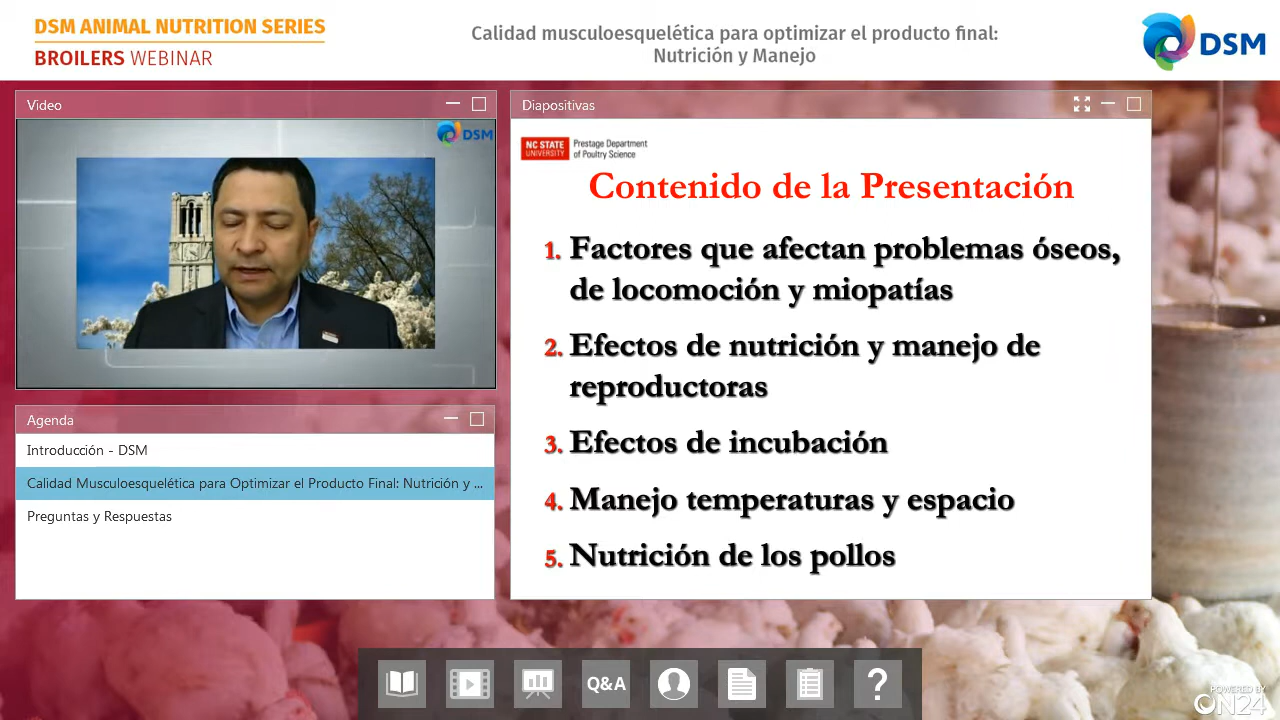 DSM ANIMAL NUTRITION SERIES
BROILERS WEBINAR
Calidad musculoesquelética para optimizar el producto final:
Nutrición y Manejo
DSM
Video
DSM
Agenda
Introducción - DSM
Calidad Musculoesquelética para Optimizar el Producto Final: Nutrición y ...
Preguntas y Respuestas
Diapositivas
NC STATE
UNIVERSITY
Prestage Department
of Poultry Science
Contenido de la Presentación
1. Factores que afectan problemas óseos,
de locomoción y miopatías
2. Efectos de nutrición y manejo de
reproductoras
3. Efectos de incubación
4. Manejo temperaturas y espacio
5. Nutrición de los pollos
Q&A
?
POWERED BY
ON24